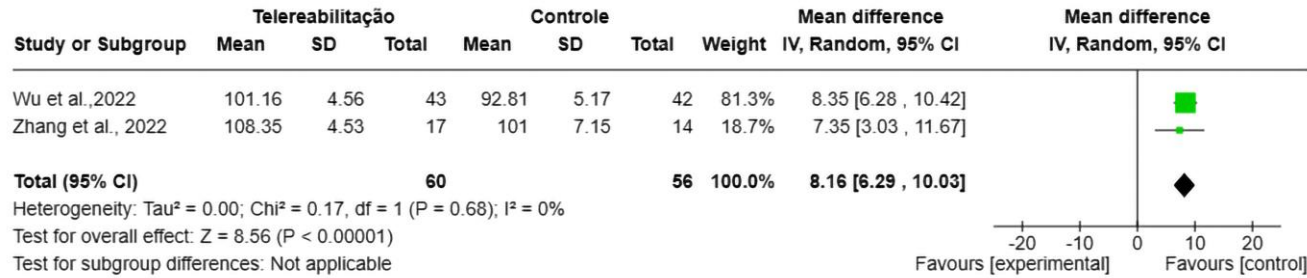 Telereabilitação Controle Mean difference Mean difference
Study or Subgroup Mean SD Total Mean SD Total Weight IV, Random, 95% CI IV, Random, 95% CI
Wu et al.,2022 101.16 4.56 43 92.81 5.17 42 81.3% 8.35 [6.28 , 10.42]
Zhang et al., 2022 108.35 4.53 17 101 7.15 14 18.7% 7.35 [3.03 , 11.67]
Total (95% CI) 60 56 100.0% 8.16 [6.29 , 10.03]
Heterogeneity: Tau² = 0.00; Chi² = 0.17, df = 1 (P = 0.68); I² = 0%
Test for overall effect: Z = 8.56 (P < 0.00001)
Test for subgroup differences: Not applicable
-20 -10 0 10 20
Favours [experimental] Favours [control]